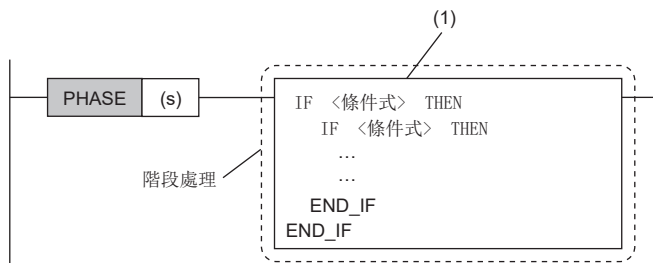 (1)
PHASE (s)
IF <條件式> THEN
IF <條件式> THEN
…
…
END_IF
END_IF
階段處理